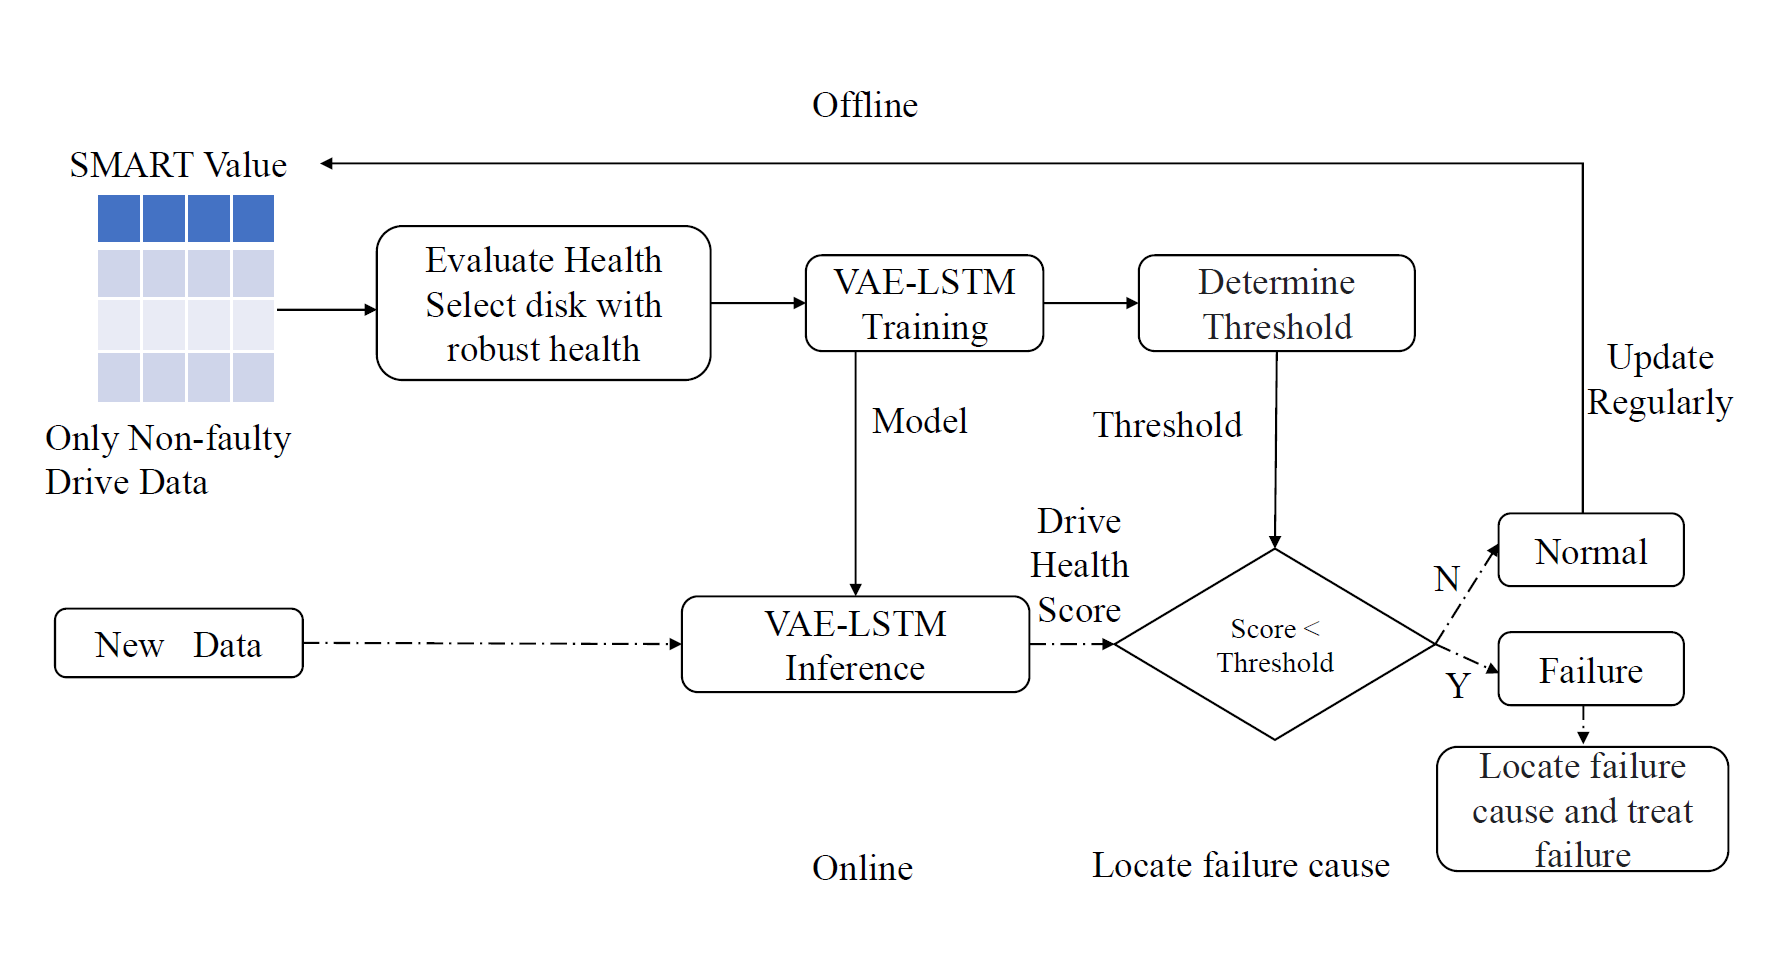 Offline
SMART Value
Only Non-faulty
Drive Data
Evaluate Health
Select disk with
robust health
VAE-LSTM
Training
Determine
Threshold
Update
Regularly
Model
Threshold
New Data
VAE-LSTM
Inference
Drive
Health
Score
Score <
Threshold
N
Normal
Y
Failure
Locate failure
cause and treat
failure
Online
Locate failure cause